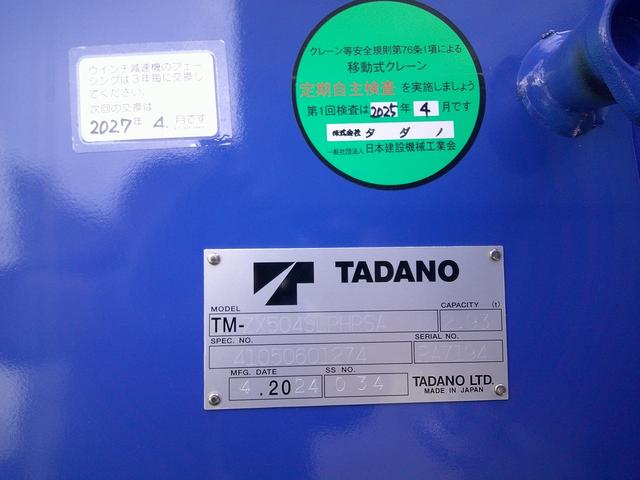 ウインチ減速機のフェー
シングは3年毎に交換し
てください。
次回の交換は
2027年 4.月です
クレーン等安全規則第76条1項による
移動式クレーン
定期自主検査を実施しましょう
第1回検査は2025年4月です
株式会社タダノ
一般社団法人日本建設機械工業会
TADANO
MODEL
CAPACITY (t)
TM-ZX504SLPHRSA
2.93
SPEC. NO.
SERIAL NO.
41050601274
MFG. DATE
SS NO.
4.2024
034
TADANO LTD.
MADE IN JAPAN